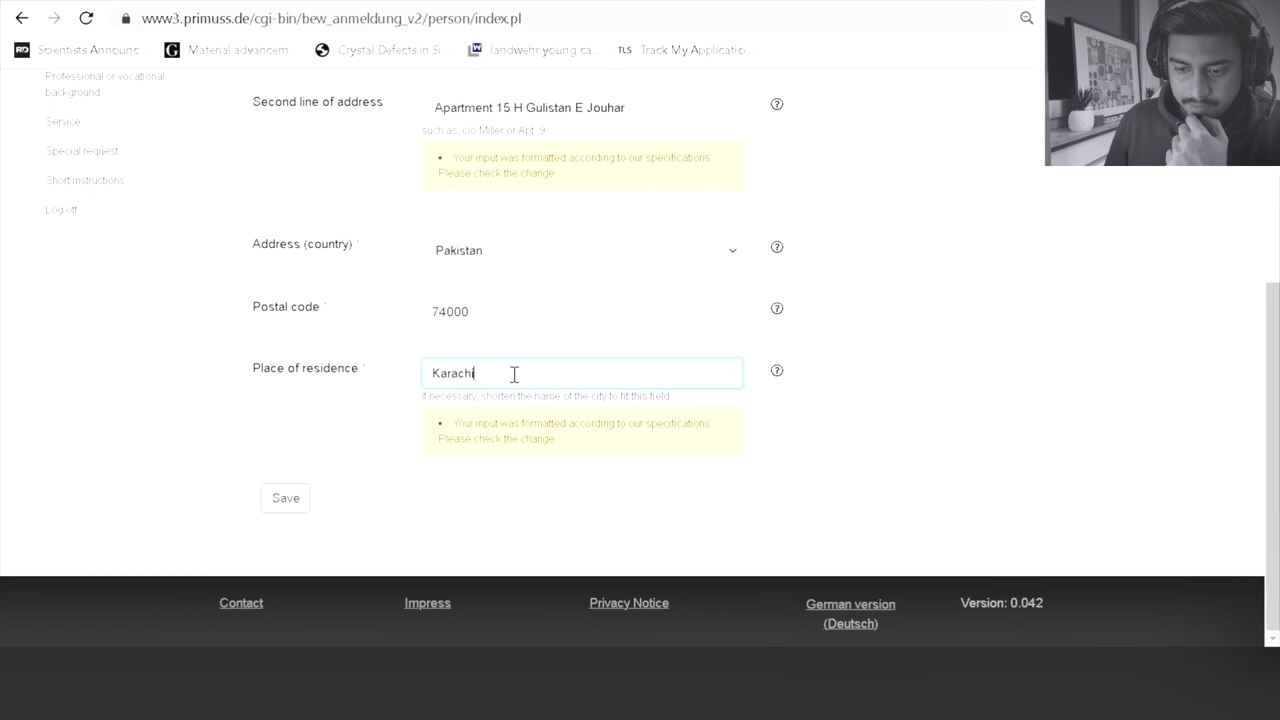 www3.primuss.de/cgi-bin/bew_anmeldung_v2/person/index.pl
RD Scientists Announc... G Material advancem... Crystal Defects in Si... landwehr young ca... TLS Track My Applicatio...
Professional or vocational
background
Service
Special request
Short instructions
Log off
Second line of address
Apartment 15 H Gulistan E Jouhar
such as, c/o Miller or Apt. 9
• Your input was formatted according to our specifications.
Please check the change
Address (country) *
Pakistan
Postal code *
74000
Place of residence *
Karachi
If necessary, shorten the name of the city to fit this field
• Your input was formatted according to our specifications.
Please check the change
Save
Contact Impress Privacy Notice German version Version: 0.042
(Deutsch)